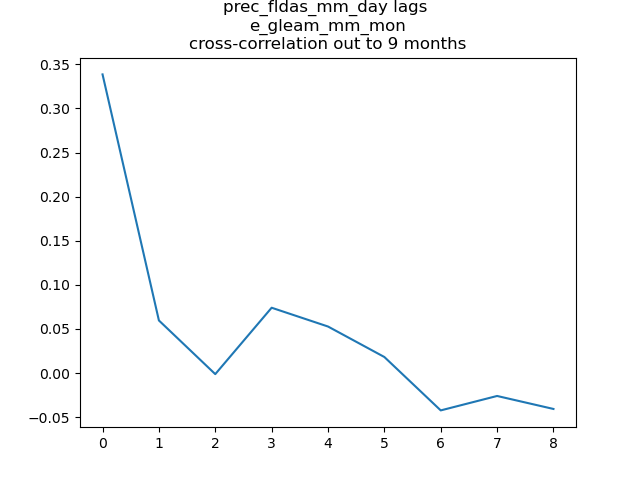 prec_fldas_mm_day lags
e_gleam_mm_mon
cross-correlation out to 9 months
0.35
0.30
0.25
0.20
0.15
0.10
0.05
0.00
−0.05
0 1 2 3 4 5 6 7 8